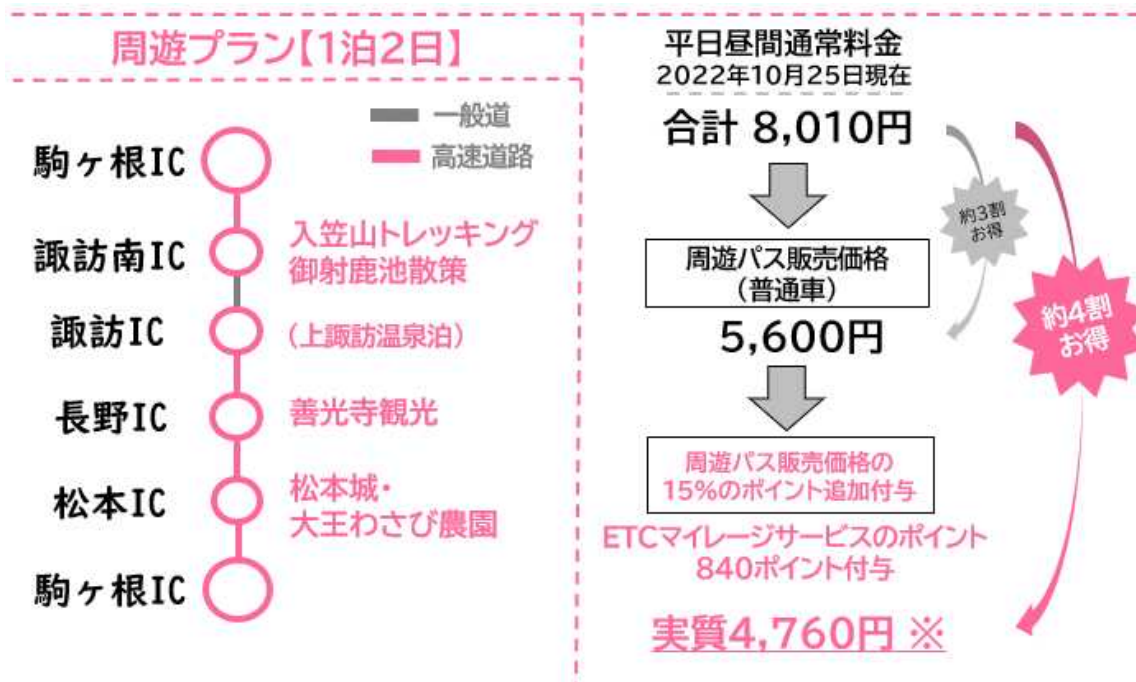 周遊プラン【1泊2日】
一般道
高速道路
駒ヶ根IC
諏訪南IC
入笠山トレッキング
御射鹿池散策
諏訪IC
(上諏訪温泉泊)
長野IC
善光寺観光
松本IC
松本城・
大王わさび農園
駒ヶ根IC
平日昼間通常料金
2022年10月25日現在
合計 8,010円
約3割
お得
周遊パス販売価格
(普通車)
5,600円
約4割
お得
周遊パス販売価格の
15%のポイント追加付与
ETCマイレージサービスのポイント
840ポイント付与
実質4,760円 ※